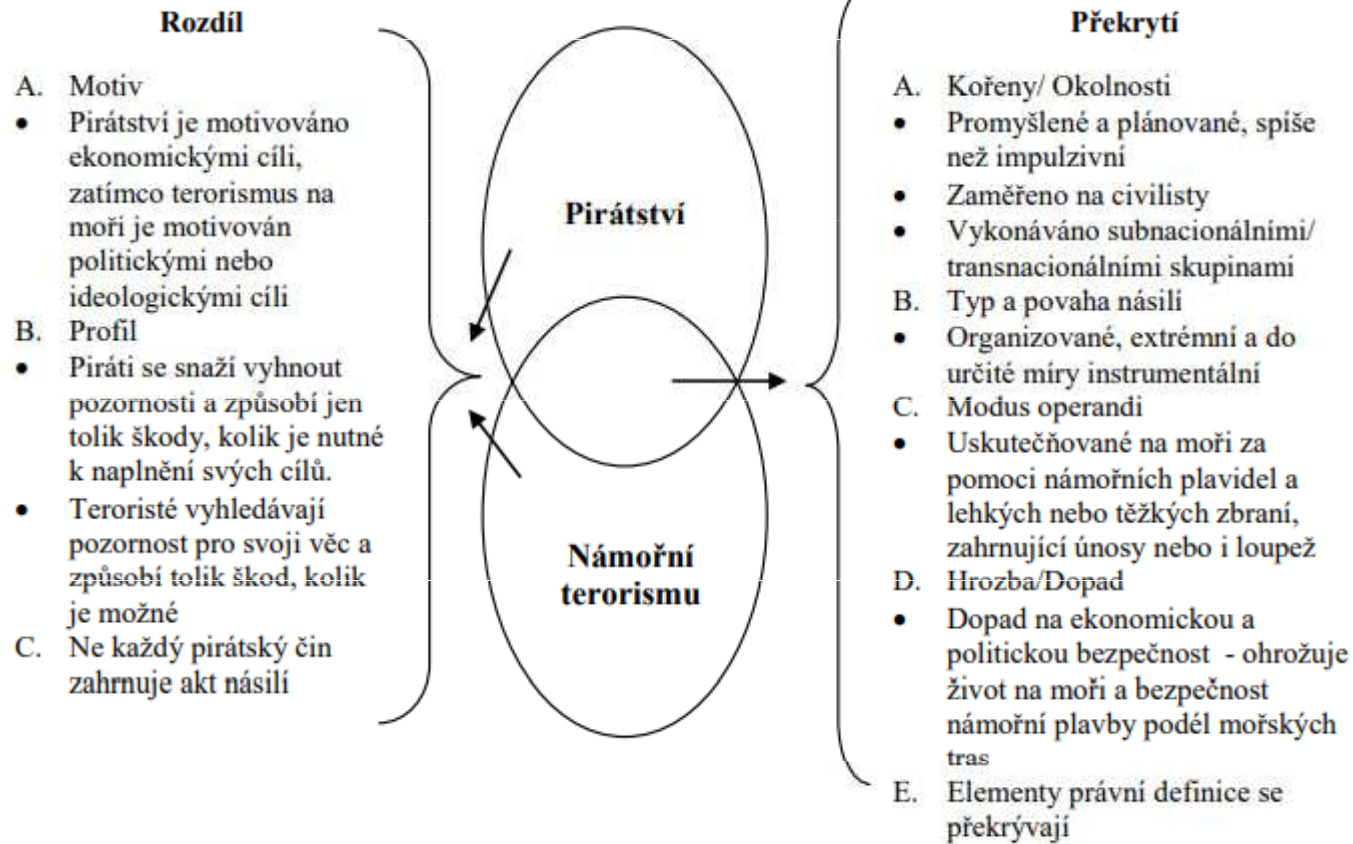 Rozdíl
A. Motiv
• Pirátství je motivováno
ekonomickými cíli,
zatímco terorismus na
moři je motivován
politickými nebo
ideologickými cíli
B. Profil
• Piráti se snaží vyhnout
pozornosti a způsobí jen
tolik škody, kolik je nutné
k naplnění svých cílů.
• Teroristé vyhledávají
pozornost pro svoji věc a
způsobí tolik škod, kolik
je možné
C. Ne každý pirátský čin
zahrnuje akt násilí
Pirátství
Námořní
terorismu
Překrytí
A. Kořeny/ Okolnosti
• Promyšlené a plánované, spíše
než impulzivní
• Zaměřeno na civilisty
• Vykonáváno subnacionálními/
transnacionálními skupinami
B. Typ a povaha násilí
• Organizované, extrémní a do
určité míry instrumentální
C. Modus operandi
• Uskutečňované na moři za
pomoci námořních plavidel a
lehkých nebo těžkých zbraní,
zahrnující únosy nebo i loupež
D. Hrozba/Dopad
• Dopad na ekonomickou a
politickou bezpečnost - ohrožuje
život na moři a bezpečnost
námořní plavby podél mořských
tras
E. Elementy právní definice se
překrývají